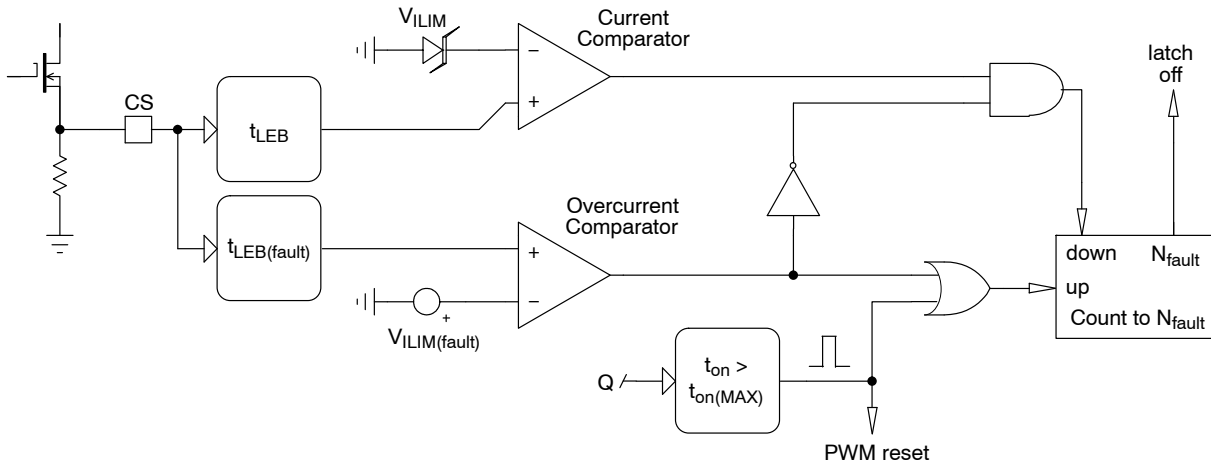 V_ILIM
Current
Comparator
latch
off
−
+
CS
t_LEB
Overcurrent
Comparator
t_LEB(fault)
+
−
+
V_ILIM(fault)
down N_fault
up
Count to N_fault
Q
t_on >
t_on(MAX)
PWM reset